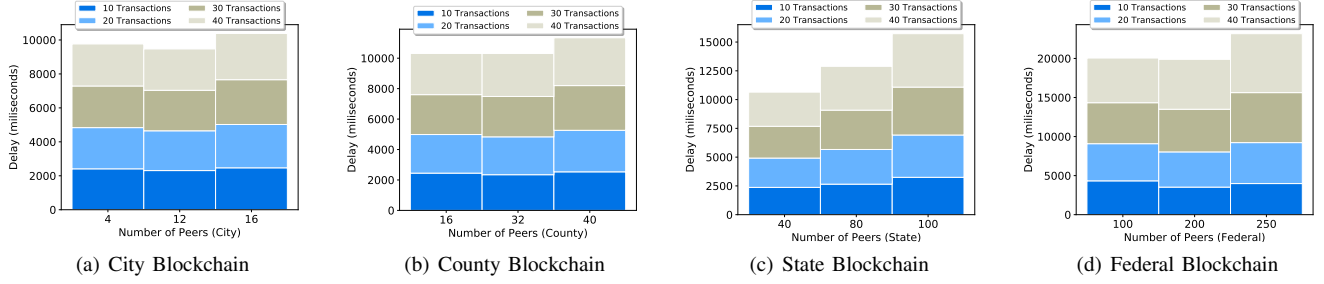 10 Transactions 30 Transactions
20 Transactions 40 Transactions
10000
8000
6000
4000
2000
0
Delay (miliseconds)
4 12 16
Number of Peers (City)
(a) City Blockchain
10 Transactions 30 Transactions
20 Transactions 40 Transactions
10000
8000
6000
4000
2000
0
Delay (miliseconds)
16 32 40
Number of Peers (County)
(b) County Blockchain
10 Transactions 30 Transactions
20 Transactions 40 Transactions
15000
12500
10000
7500
5000
2500
0
Delay (miliseconds)
40 80 100
Number of Peers (State)
(c) State Blockchain
10 Transactions 30 Transactions
20 Transactions 40 Transactions
20000
15000
10000
5000
0
Delay (miliseconds)
100 200 250
Number of Peers (Federal)
(d) Federal Blockchain